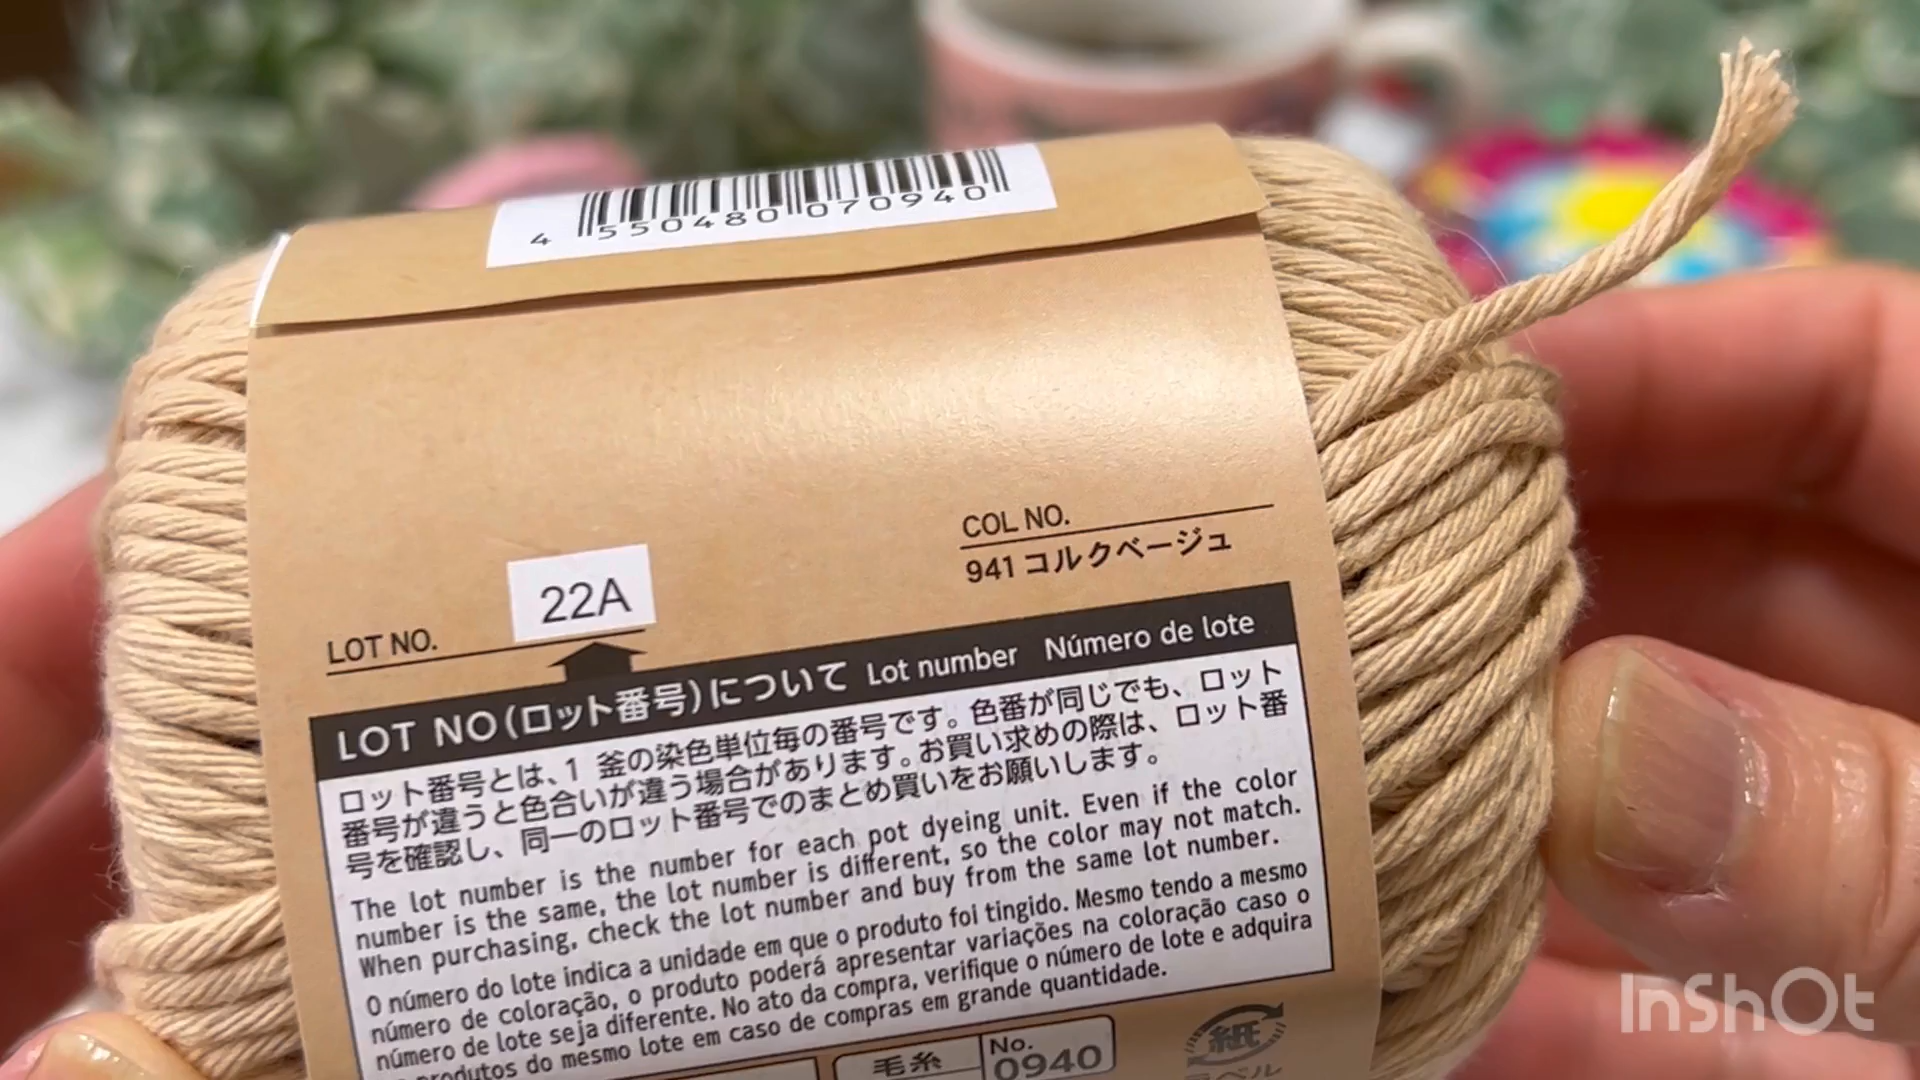 4 550480 070940
COL NO.
941 コルクベージュ
22A
LOT NO.
LOT NO(ロット番号)について Lot number Número de lote
ロット番号とは、1 釜の染色単位毎の番号です。色番が同じでも、ロット
番号が違うと色合いが違う場合があります。お買い求めの際は、ロット番
号を確認し、同一のロット番号でのまとめ買いをお願いします。
The lot number is the number for each pot dyeing unit. Even if the color
number is the same, the lot number is different, so the color may not match.
When purchasing, check the lot number and buy from the same lot number.
O número do lote indica a unidade em que o produto foi tingido. Mesmo tendo a mesmo
número de coloração, o produto poderá apresentar variações na coloração caso o
número de lote seja diferente. No ato da compra, verifique o número de lote e adquira
produtos do mesmo lote em caso de compras em grande quantidade.
毛糸 No. 0940
紙
ラベル
InShOt